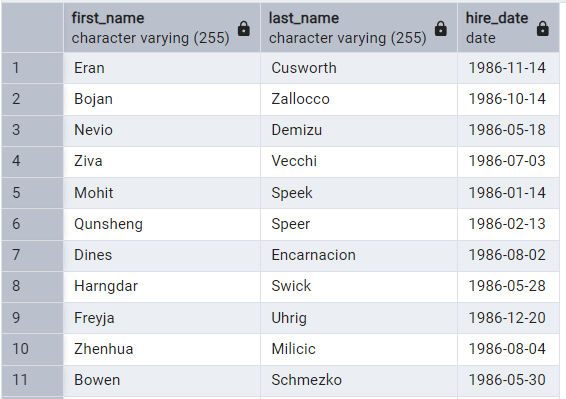 first_name last_name hire_date
character varying (255) character varying (255) date
1 Eran Cusworth 1986-11-14
2 Bojan Zallocco 1986-10-14
3 Nevio Demizu 1986-05-18
4 Ziva Vecchi 1986-07-03
5 Mohit Speek 1986-01-14
6 Qunsheng Speer 1986-02-13
7 Dines Encarnacion 1986-08-02
8 Harngdar Swick 1986-05-28
9 Freyja Uhrig 1986-12-20
10 Zhenhua Milicic 1986-08-04
11 Bowen Schmezko 1986-05-30